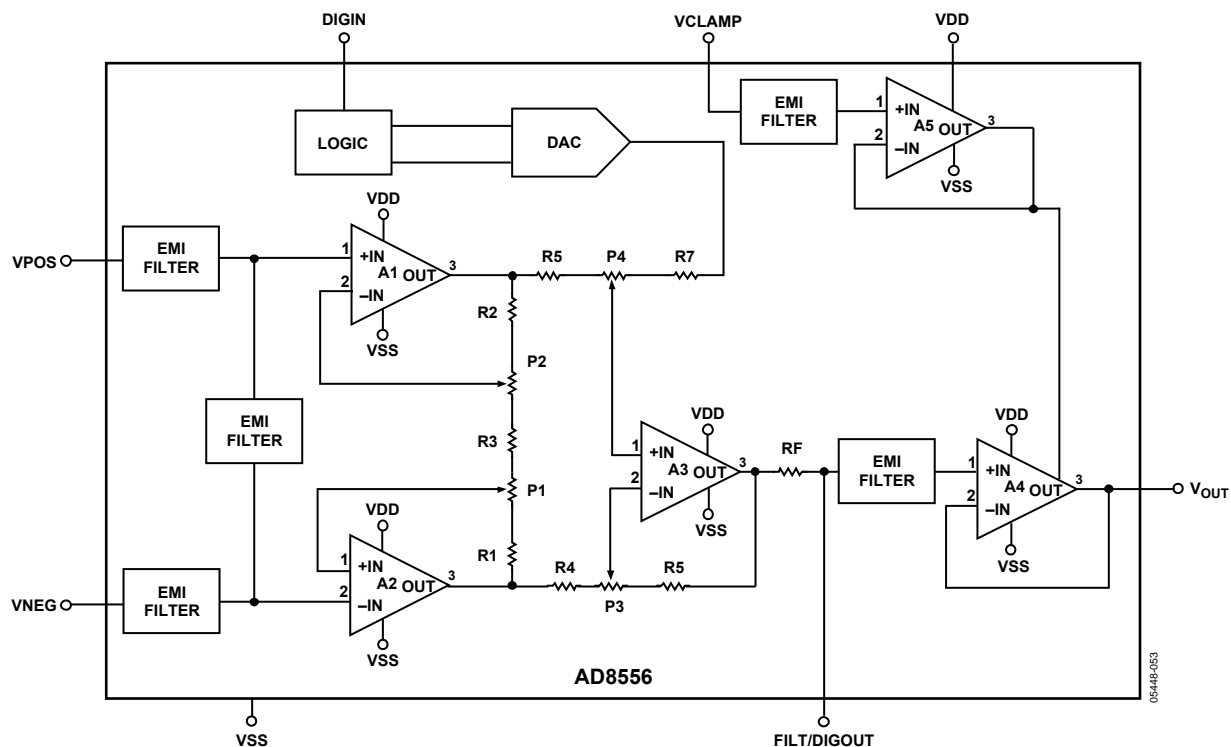 DIGIN
VCLAMP
VDD
LOGIC
DAC
EMI
FILTER
1
+IN
A5
OUT
3
2
–IN
VSS
VDD
VPOS
EMI
FILTER
1
+IN
A1
OUT
3
2
–IN
VSS
R5
P4
R7
R2
P2
EMI
FILTER
R3
P1
VDD
1
+IN
A3
OUT
3
2
–IN
VSS
RF
EMI
FILTER
VDD
1
+IN
A4
OUT
3
2
–IN
VSS
VOUT
VDD
R1
VNEG
EMI
FILTER
1
+IN
A2
OUT
3
2
–IN
VSS
R4
P3
R5
AD8556
05448-053
VSS
FILT/DIGOUT